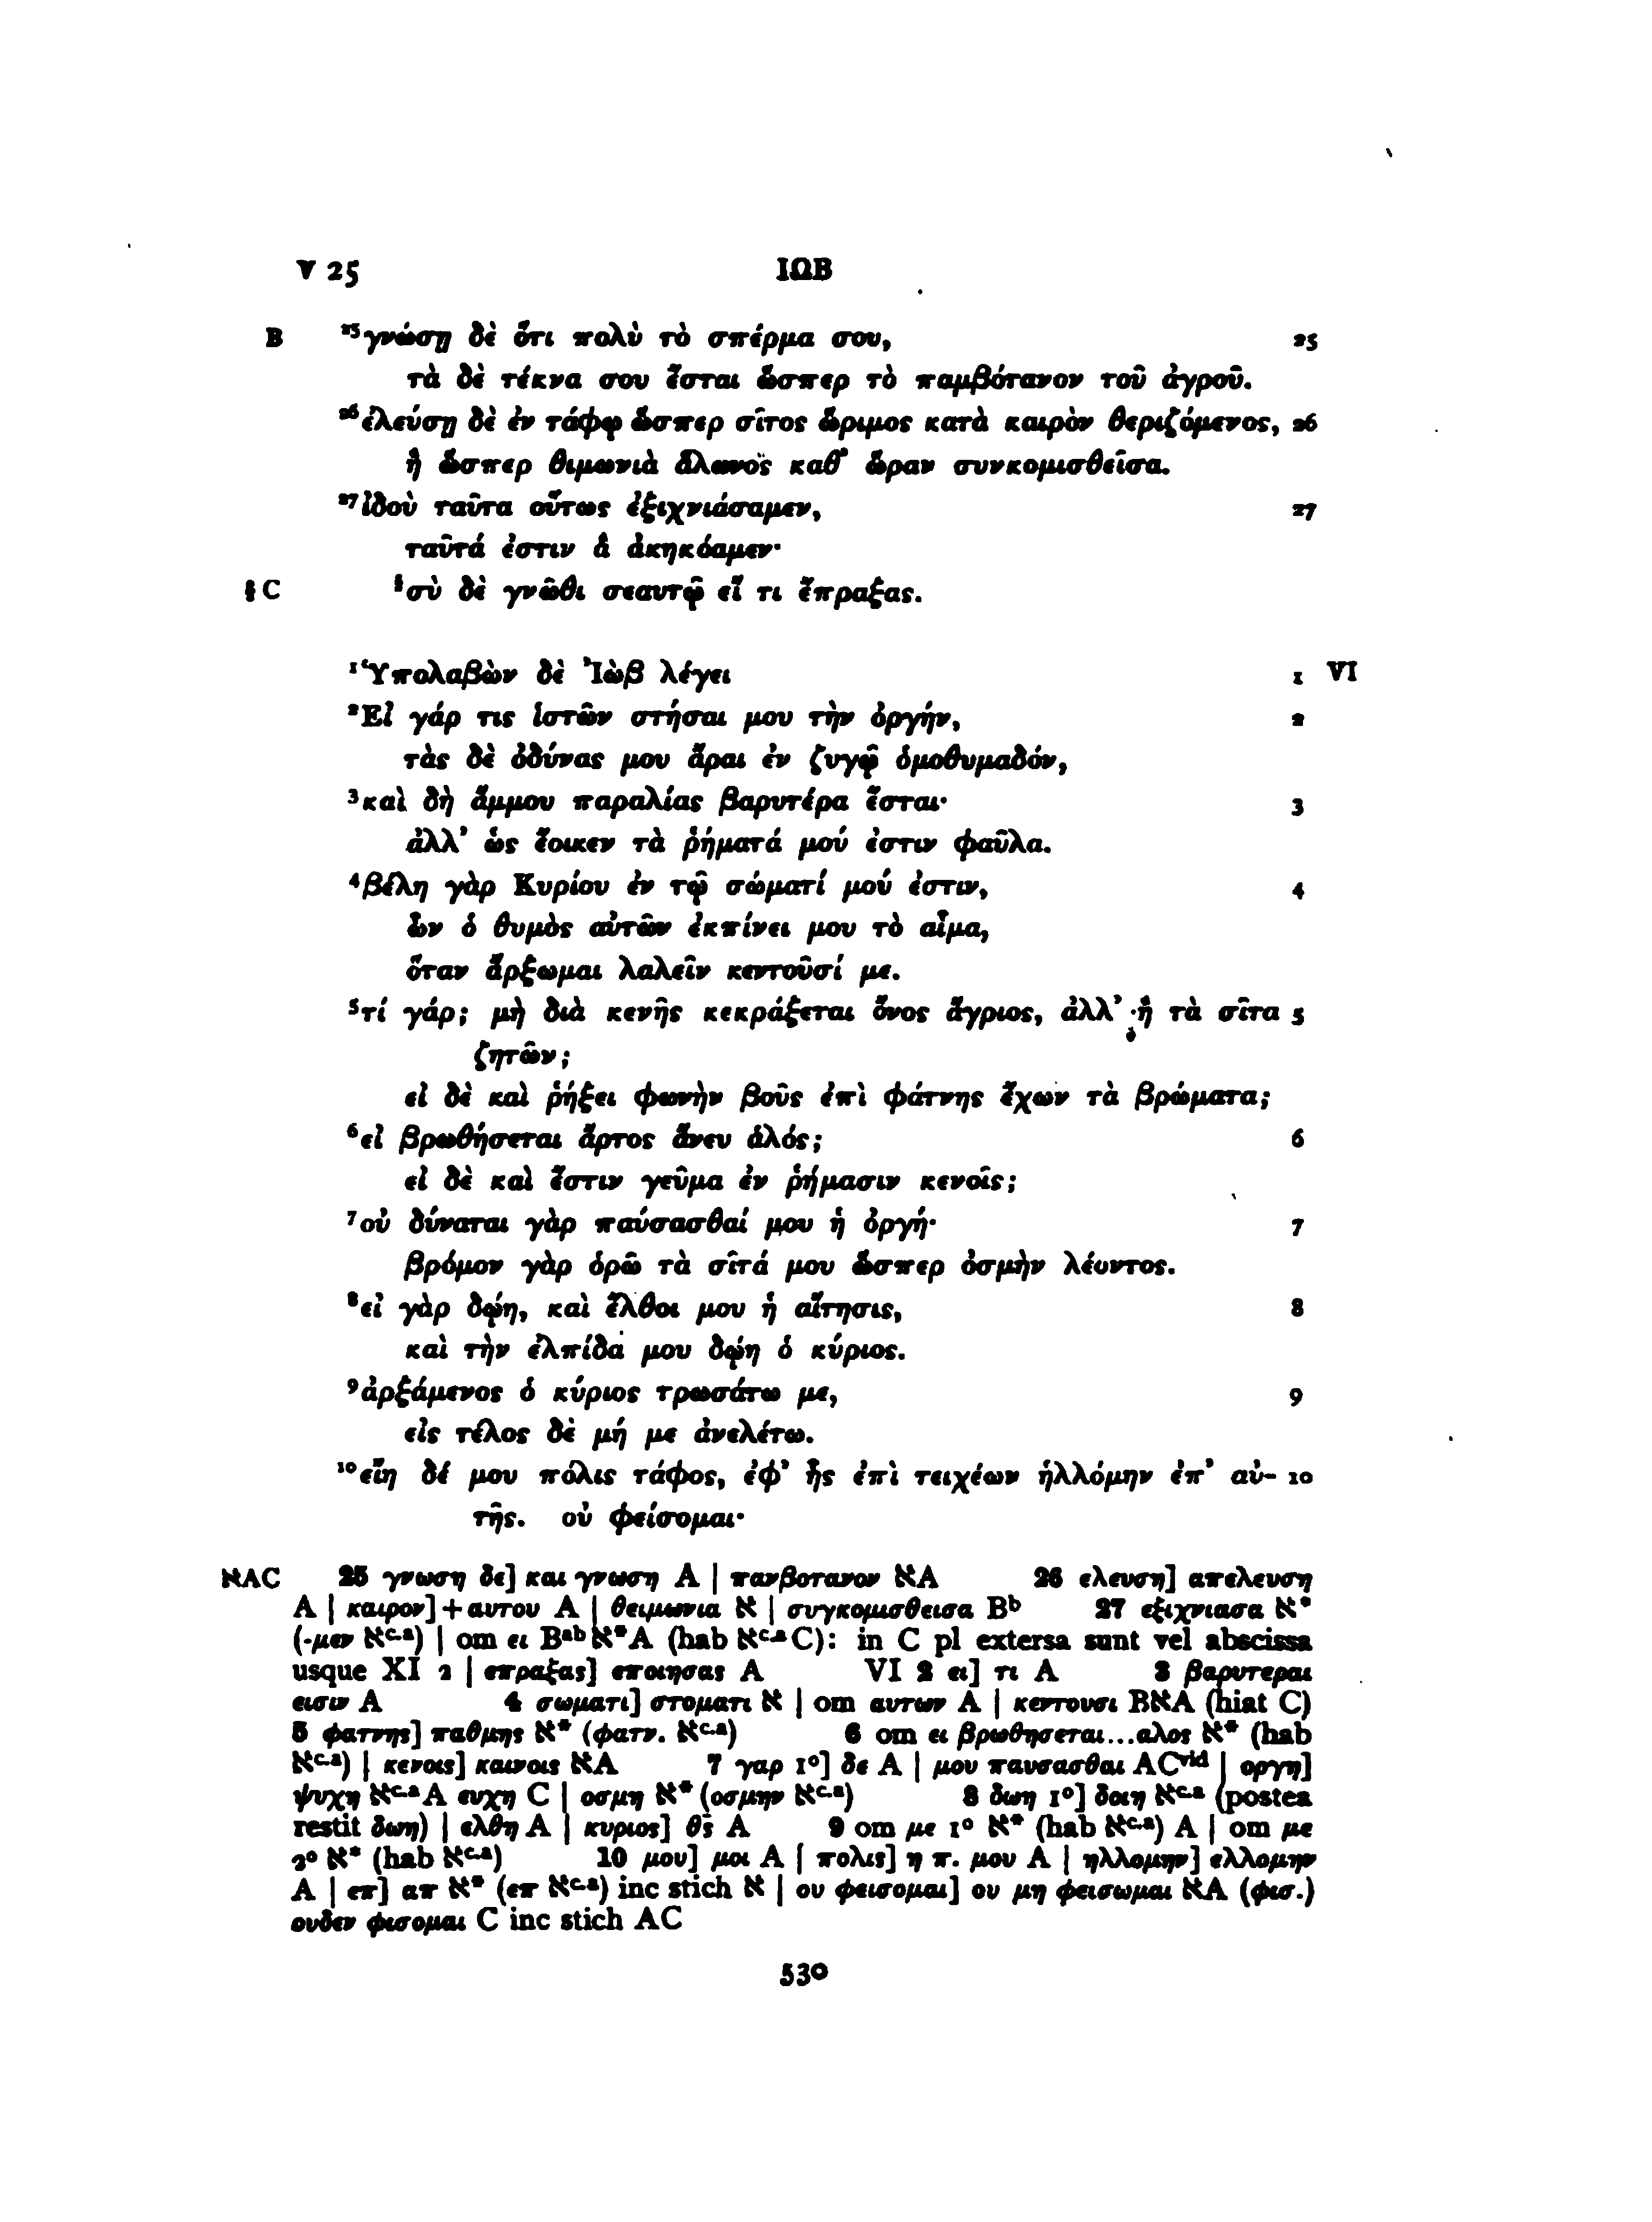 V 25 ΙΩΒ
B ²⁵γνώσῃ δὲ ὅτι πολὺ τὸ σπέρμα σου, 25
τὰ δὲ τέκνα σου ἔσται ὥσπερ τὸ παμβότανον τοῦ ἀγροῦ.
²⁶ἐλεύσῃ δὲ ἐν τάφῳ ὥσπερ σῖτος ὥριμος κατὰ καιρὸν θεριζόμενος, 26
ἢ ὥσπερ θιμωνιὰ ἅλωνος καθ᾽ ὥραν συνκομισθεῖσα.
²⁷ἰδοὺ ταῦτα οὕτως ἐξιχνιάσαμεν, 27
ταῦτά ἐστιν ἃ ἀκηκόαμεν·
§ C §σὺ δὲ γνῶθι σεαυτῷ εἴ τι ἔπραξας.
¹Ὑπολαβὼν δὲ Ἰὼβ λέγει 1 VI
²Εἰ γάρ τις ἱστῶν στήσαι μου τὴν ὀργήν, 2
τὰς δὲ ὀδύνας μου ἄραι ἐν ζυγῷ ὁμοθυμαδόν,
³καὶ δὴ ἄμμου παραλίας βαρυτέρα ἔσται· 3
ἀλλ᾽ ὡς ἔοικεν τὰ ῥήματά μού ἐστιν φαῦλα.
⁴βέλη γὰρ Κυρίου ἐν τῷ σώματί μού ἐστιν, 4
ὧν ὁ θυμὸς αὐτῶν ἐκπίνει μου τὸ αἷμα,
ὅταν ἄρξωμαι λαλεῖν κεντοῦσί με.
⁵τί γάρ; μὴ διὰ κενῆς κεκράξεται ὄνος ἄγριος, ἀλλ᾽ ἢ τὰ σῖτα 5
ζητῶν;
εἰ δὲ καὶ ῥήξει φωνὴν βοῦς ἐπὶ φάτνης ἔχων τὰ βρώματα;
⁶εἰ βρωθήσεται ἄρτος ἄνευ ἁλός; 6
εἰ δὲ καὶ ἔστιν γεῦμα ἐν ῥήμασιν κενοῖς;
⁷οὐ δύναται γὰρ παύσασθαί μου ἡ ὀργή· 7
βρόμον γὰρ ὁρῶ τὰ σῖτά μου ὥσπερ ὀσμὴν λέοντος.
⁸εἰ γὰρ δῴη, καὶ ἔλθοι μου ἡ αἴτησις, 8
καὶ τὴν ἐλπίδα μου δῴη ὁ κύριος.
⁹ἀρξάμενος ὁ κύριος τρωσάτω με, 9
εἰς τέλος δὲ μή με ἀνελέτω.
¹⁰εἴη δέ μου πόλις τάφος, ἐφ᾽ ἧς ἐπὶ τειχέων ἡλλόμην ἐπ᾽ αὐ- 10
τῆς. οὐ φείσομαι·
אAC 25 γνωση δε] και γνωση A | πανβοτανον אA 26 ελευση] απελευση
A | καιρον] + αυτου A | θειμωνια א | συγκομισθεισα Bᵇ 27 εξιχνιασα א*
(-μεν אᶜ·ᵃ) | om ει Bᵃᵇא*A (hab אᶜ·ᵃC): in C pl extersa sunt vel abscissa
usque XI 2 | επραξας] εποιησας A VI 2 ει] τι A 3 βαρυτεραι
εισιν A 4 σωματι] στοματι א | om αυτων A | κεντουσι BאA (hiat C)
5 φατνης] παθμης א* (φατν. אᶜ·ᵃ) 6 om ει βρωθησεται...αλος א* (hab
אᶜ·ᵃ) | κενοις] καινοις אA 7 γαρ 1°] δε A | μου παυσασθαι ACᵛⁱᵈ | οργη]
ψυχη אᶜ·ᵃA ευχη C | οσμη א* (οσμην אᶜ·ᵃ) 8 δωη 1°] δοιη אᶜ·ᵃ (postea
restit δωη) | ελθη A | κυριος] θ̅ς̅ A 9 om με 1° א* (hab אᶜ·ᵃ) A | om με
2° א* (hab אᶜ·ᵃ) 10 μου] μοι A | πολις] η π. μου A | ηλλομην] ελλομην
A | επ] απ א* (επ אᶜ·ᵃ) inc stich א | ου φεισομαι] ου μη φεισωμαι אA (φισ.)
ουδεν φισομαι C inc stich AC
530